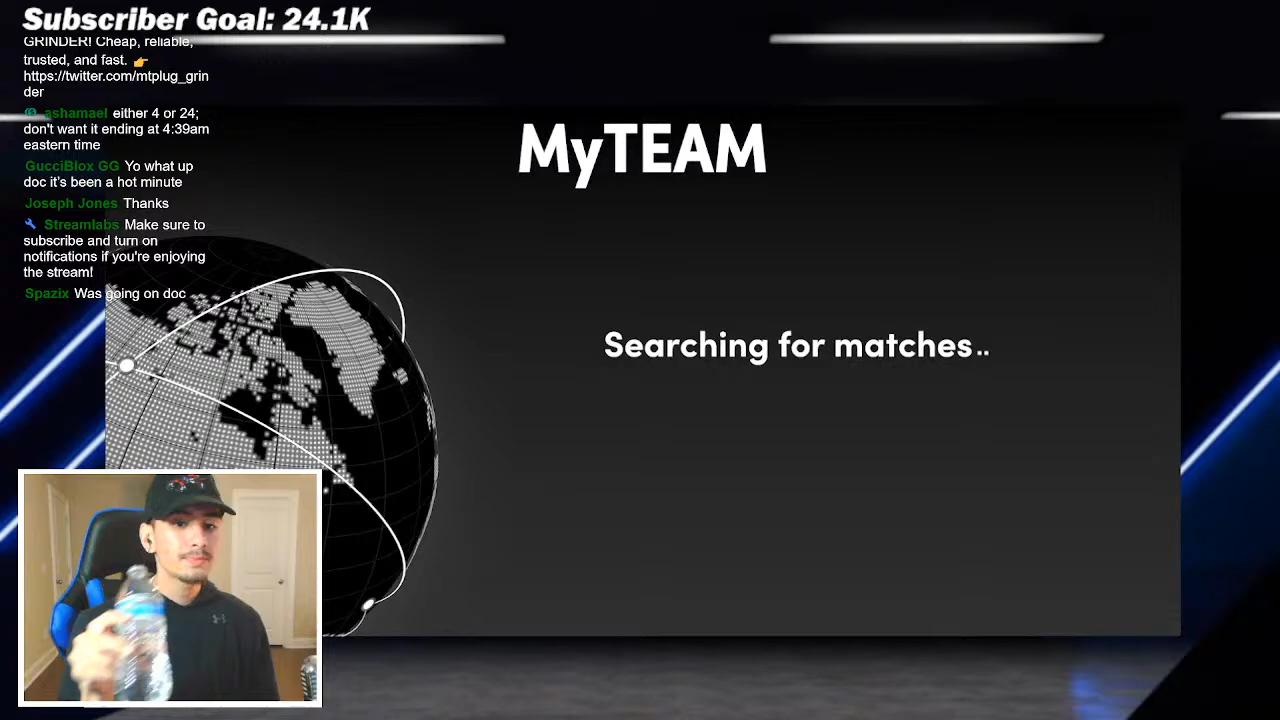 Subscriber Goal: 24.1K
GRINDER! Cheap, reliable,
trusted, and fast. 👉
https://twitter.com/mtplug_grin
der
ashamael either 4 or 24;
don't want it ending at 4:39am
eastern time
GucciBlox GG Yo what up
doc it's been a hot minute
Joseph Jones Thanks
Streamlabs Make sure to
subscribe and turn on
notifications if you're enjoying
the stream!
Spazix Was going on doc
MyTEAM
Searching for matches..